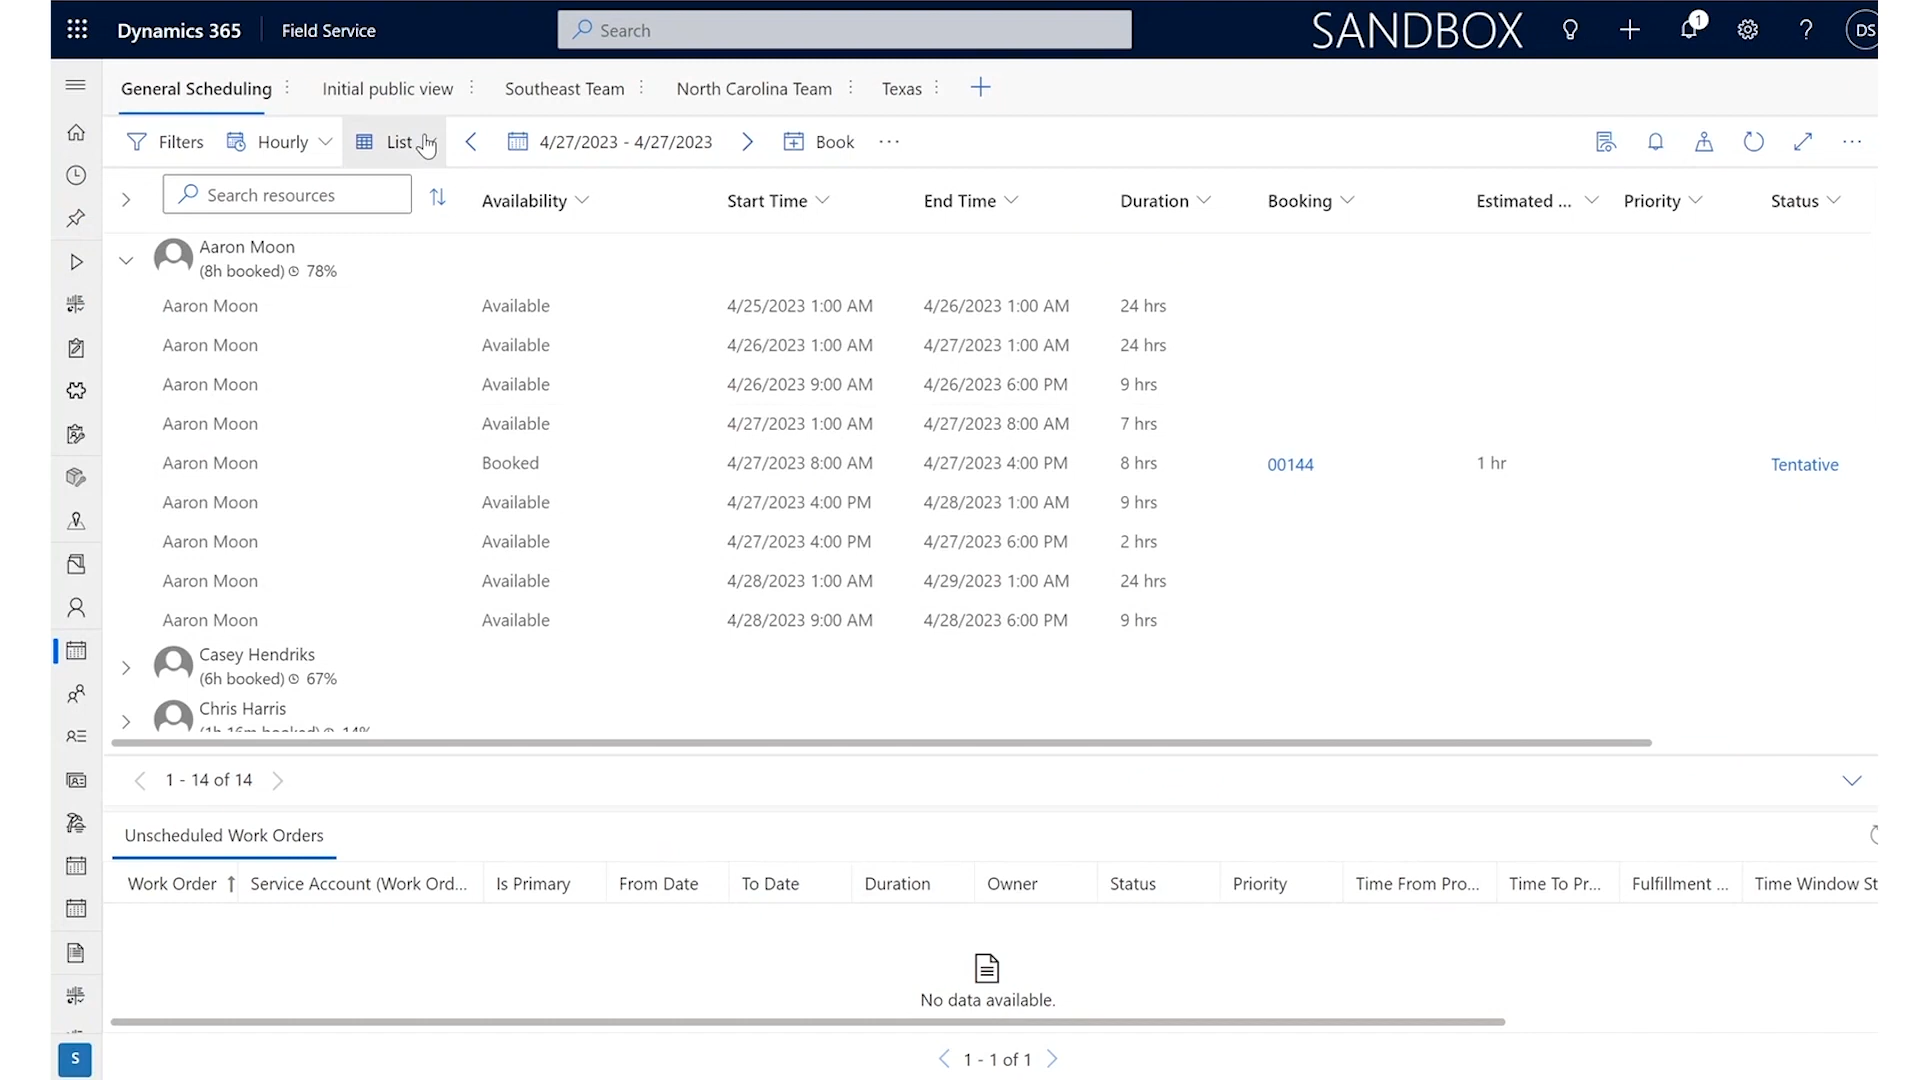 Dynamics 365 Field Service Search SANDBOX 1 DS
General Scheduling Initial public view Southeast Team North Carolina Team Texas
Filters Hourly List 4/27/2023 - 4/27/2023 Book
Search resources Availability Start Time End Time Duration Booking Estimated ... Priority Status
Aaron Moon
(8h booked) 78%
Aaron Moon Available 4/25/2023 1:00 AM 4/26/2023 1:00 AM 24 hrs
Aaron Moon Available 4/26/2023 1:00 AM 4/27/2023 1:00 AM 24 hrs
Aaron Moon Available 4/26/2023 9:00 AM 4/26/2023 6:00 PM 9 hrs
Aaron Moon Available 4/27/2023 1:00 AM 4/27/2023 8:00 AM 7 hrs
Aaron Moon Booked 4/27/2023 8:00 AM 4/27/2023 4:00 PM 8 hrs 00144 1 hr Tentative
Aaron Moon Available 4/27/2023 4:00 PM 4/28/2023 1:00 AM 9 hrs
Aaron Moon Available 4/27/2023 4:00 PM 4/27/2023 6:00 PM 2 hrs
Aaron Moon Available 4/28/2023 1:00 AM 4/29/2023 1:00 AM 24 hrs
Aaron Moon Available 4/28/2023 9:00 AM 4/28/2023 6:00 PM 9 hrs
Casey Hendriks
(6h booked) 67%
Chris Harris
(1h 16m booked) 14%
1 - 14 of 14
Unscheduled Work Orders
Work Order Service Account (Work Ord... Is Primary From Date To Date Duration Owner Status Priority Time From Pro... Time To Pr... Fulfillment ... Time Window St
No data available.
S 1 - 1 of 1